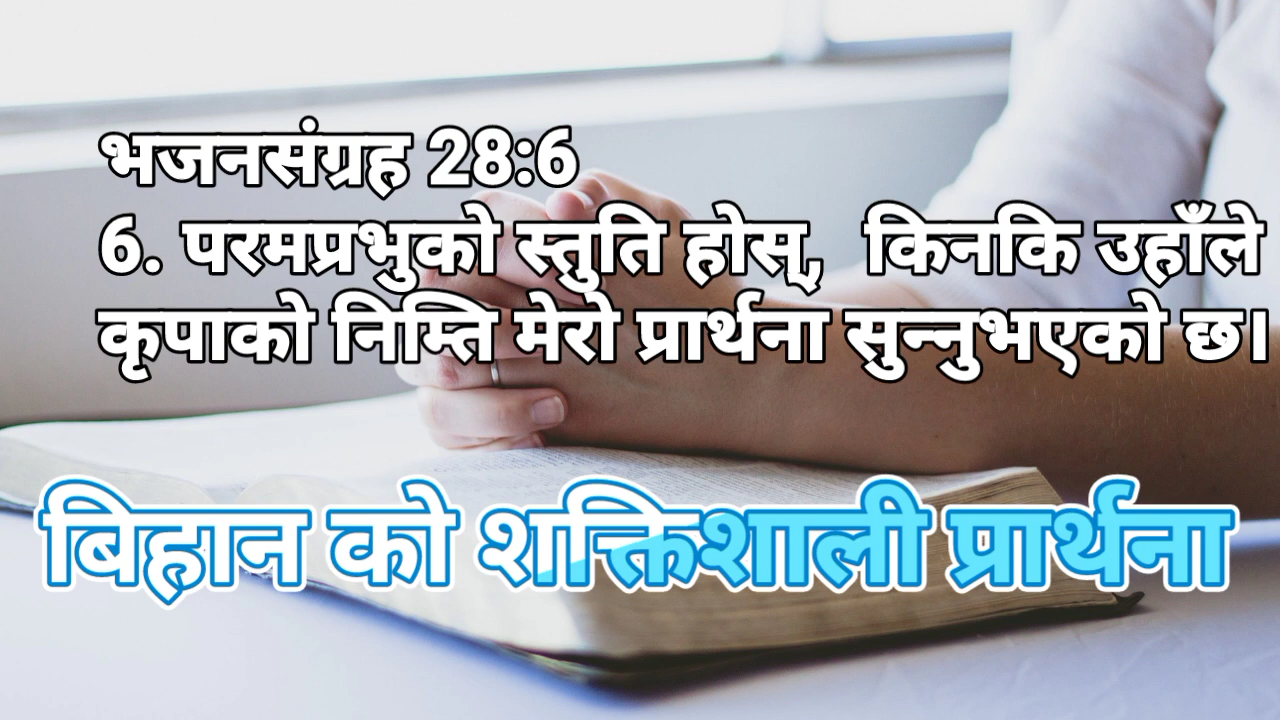 भजनसंग्रह 28:6
6. परमप्रभुको स्तुति होस्, किनकि उहाँले
कृपाको निम्ति मेरो प्रार्थना सुन्नुभएको छ।
बिहान को शक्तिशाली प्रार्थना